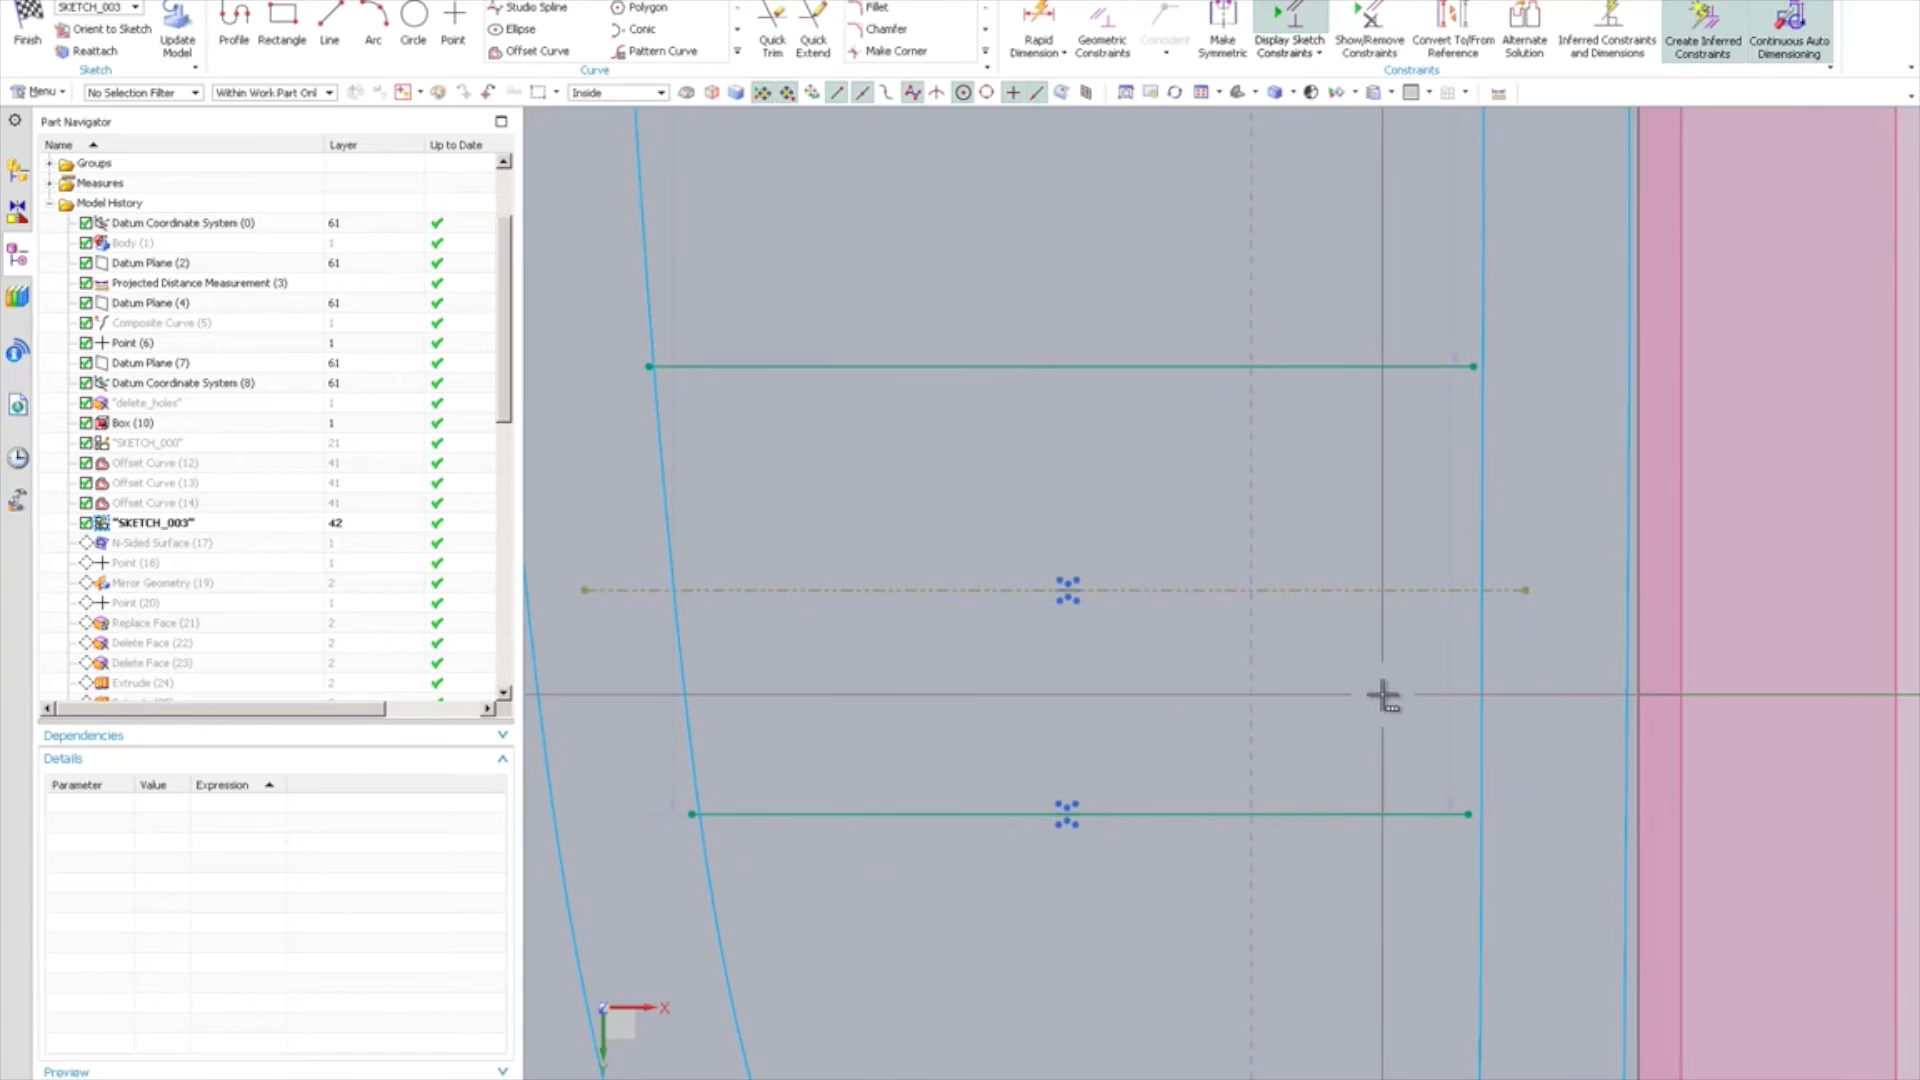 SKETCH_003
Finish
Orient to Sketch
Reattach
Update Model
Sketch
Profile
Rectangle
Line
Arc
Circle
Point
Studio Spline
Ellipse
Offset Curve
Polygon
Conic
Pattern Curve
Curve
Quick Trim
Quick Extend
Fillet
Chamfer
Make Corner
Rapid Dimension
Geometric Constraints
Coincident
Make Symmetric
Display Sketch Constraints
Show/Remove Constraints
Convert To/From Reference
Alternate Solution
Inferred Constraints and Dimensions
Create Inferred Constraints
Continuous Auto Dimensioning
Constraints
Menu
No Selection Filter
Within Work Part Onl
Inside
Part Navigator
Name Layer Up to Date
Groups
Measures
Model History
Datum Coordinate System (0) 61
Body (1) 1
Datum Plane (2) 61
Projected Distance Measurement (3)
Datum Plane (4) 61
Composite Curve (5) 1
Point (6) 1
Datum Plane (7) 61
Datum Coordinate System (8) 61
"delete_holes" 1
Box (10) 1
"SKETCH_000" 21
Offset Curve (12) 41
Offset Curve (13) 41
Offset Curve (14) 41
"SKETCH_003" 42
N-Sided Surface (17) 1
Point (18) 1
Mirror Geometry (19) 2
Point (20) 1
Replace Face (21) 2
Delete Face (22) 2
Delete Face (23) 2
Extrude (24) 2
Dependencies
Details
Parameter Value Expression
Preview
Z X